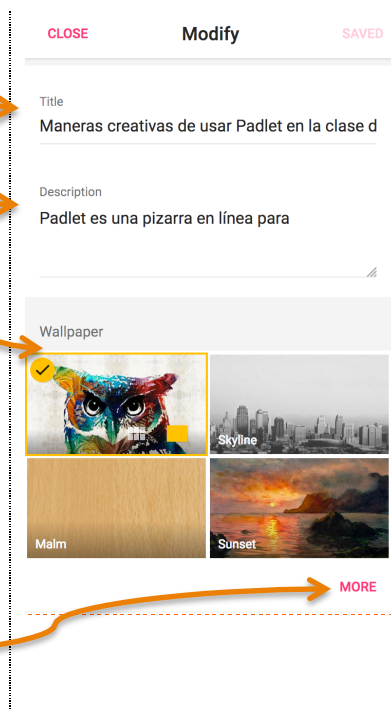 CLOSE Modify SAVED
Title
Maneras creativas de usar Padlet en la clase d
Description
Padlet es una pizarra en línea para
Wallpaper
Skyline
Malm Sunset
MORE